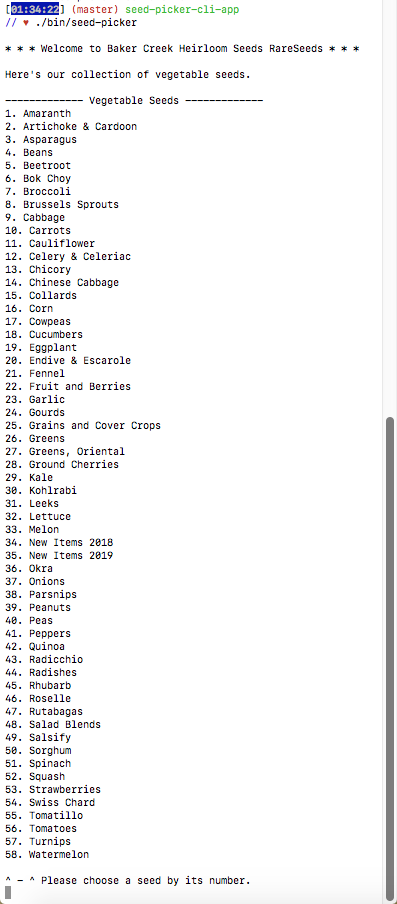 [01:34:22] (master) seed-picker-cli-app
// ♥ ./bin/seed-picker
* * * Welcome to Baker Creek Heirloom Seeds RareSeeds * * *
Here's our collection of vegetable seeds.
------------- Vegetable Seeds -------------
1. Amaranth
2. Artichoke & Cardoon
3. Asparagus
4. Beans
5. Beetroot
6. Bok Choy
7. Broccoli
8. Brussels Sprouts
9. Cabbage
10. Carrots
11. Cauliflower
12. Celery & Celeriac
13. Chicory
14. Chinese Cabbage
15. Collards
16. Corn
17. Cowpeas
18. Cucumbers
19. Eggplant
20. Endive & Escarole
21. Fennel
22. Fruit and Berries
23. Garlic
24. Gourds
25. Grains and Cover Crops
26. Greens
27. Greens, Oriental
28. Ground Cherries
29. Kale
30. Kohlrabi
31. Leeks
32. Lettuce
33. Melon
34. New Items 2018
35. New Items 2019
36. Okra
37. Onions
38. Parsnips
39. Peanuts
40. Peas
41. Peppers
42. Quinoa
43. Radicchio
44. Radishes
45. Rhubarb
46. Roselle
47. Rutabagas
48. Salad Blends
49. Salsify
50. Sorghum
51. Spinach
52. Squash
53. Strawberries
54. Swiss Chard
55. Tomatillo
56. Tomatoes
57. Turnips
58. Watermelon
^ - ^ Please choose a seed by its number.